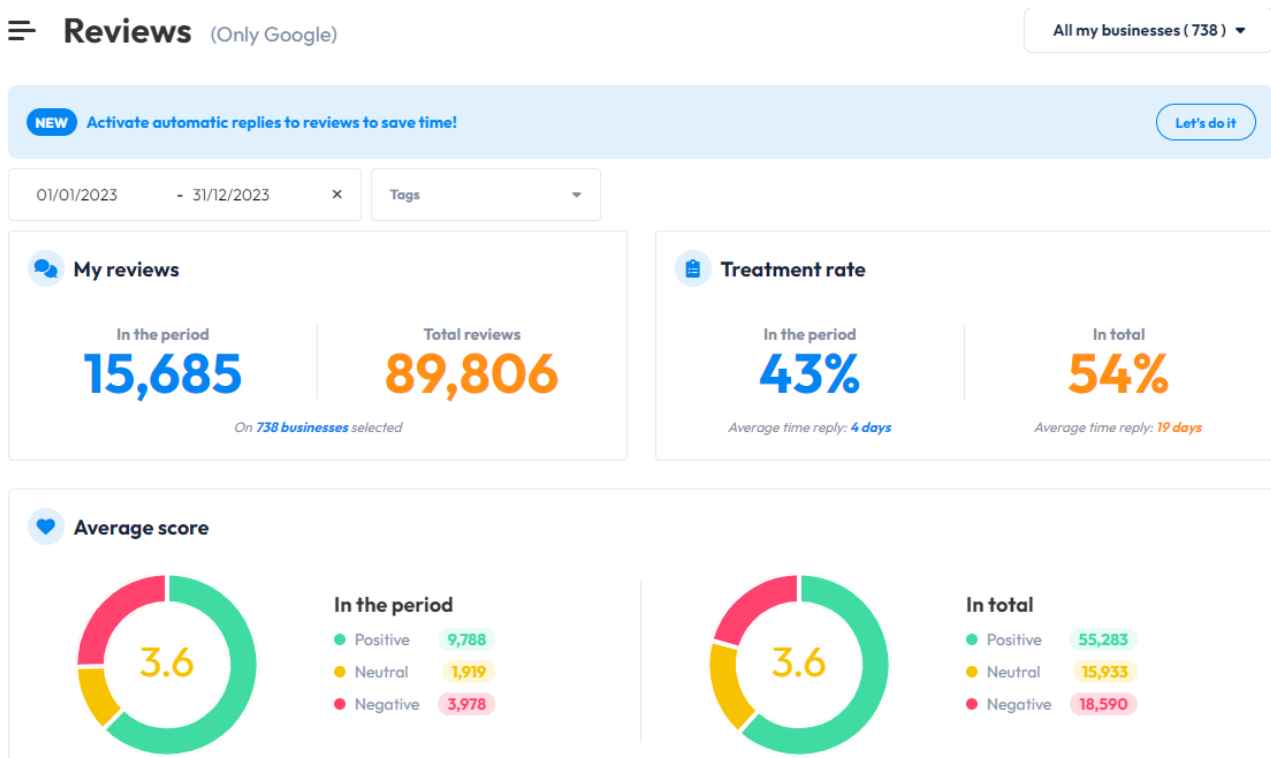 Reviews (Only Google)
All my businesses ( 738 )
NEW Activate automatic replies to reviews to save time!
Let's do it
01/01/2023 - 31/12/2023 ×
Tags
My reviews
In the period
15,685
Total reviews
89,806
On 738 businesses selected
Treatment rate
In the period
43%
Average time reply: 4 days
In total
54%
Average time reply: 19 days
Average score
3.6
In the period
Positive 9,788
Neutral 1,919
Negative 3,978
3.6
In total
Positive 55,283
Neutral 15,933
Negative 18,590